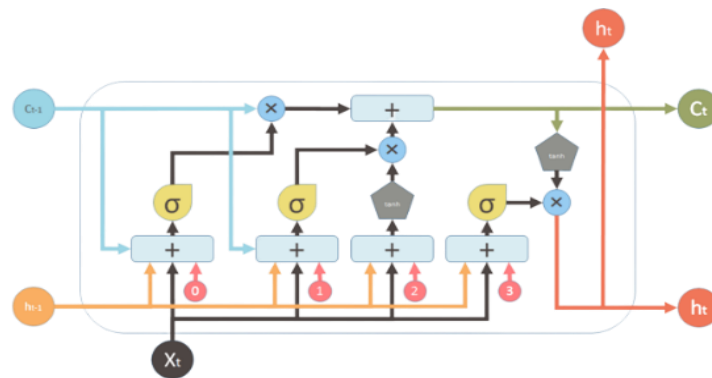 hₜ
Cₜ₋₁
×
+
Cₜ
×
tanh
σ
σ
tanh
σ
×
+
+
+
+
hₜ₋₁
0
1
2
3
hₜ
Xₜ